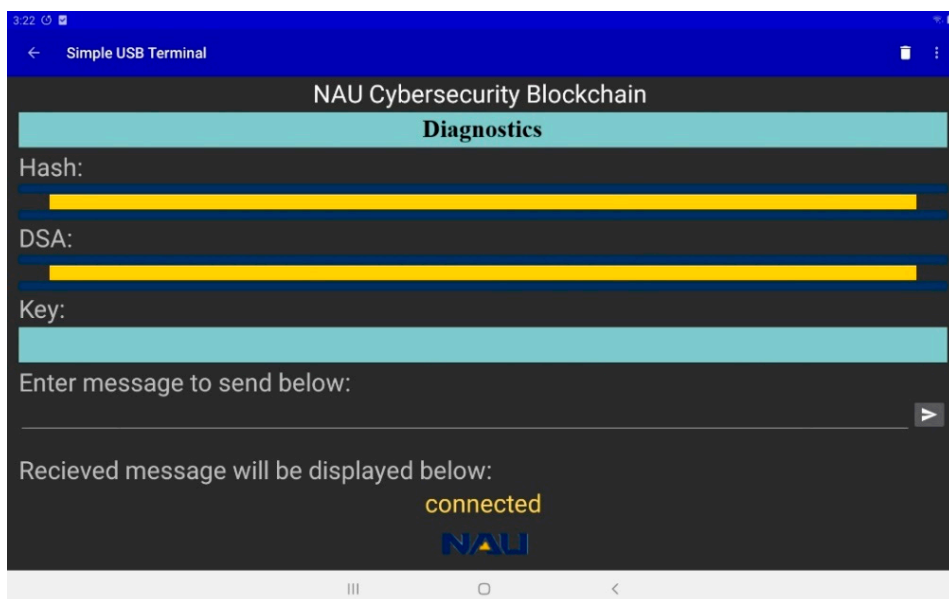 3:22
Simple USB Terminal
NAU Cybersecurity Blockchain
Diagnostics
Hash:
DSA:
Key:
Enter message to send below:
Recieved message will be displayed below:
connected
NAU